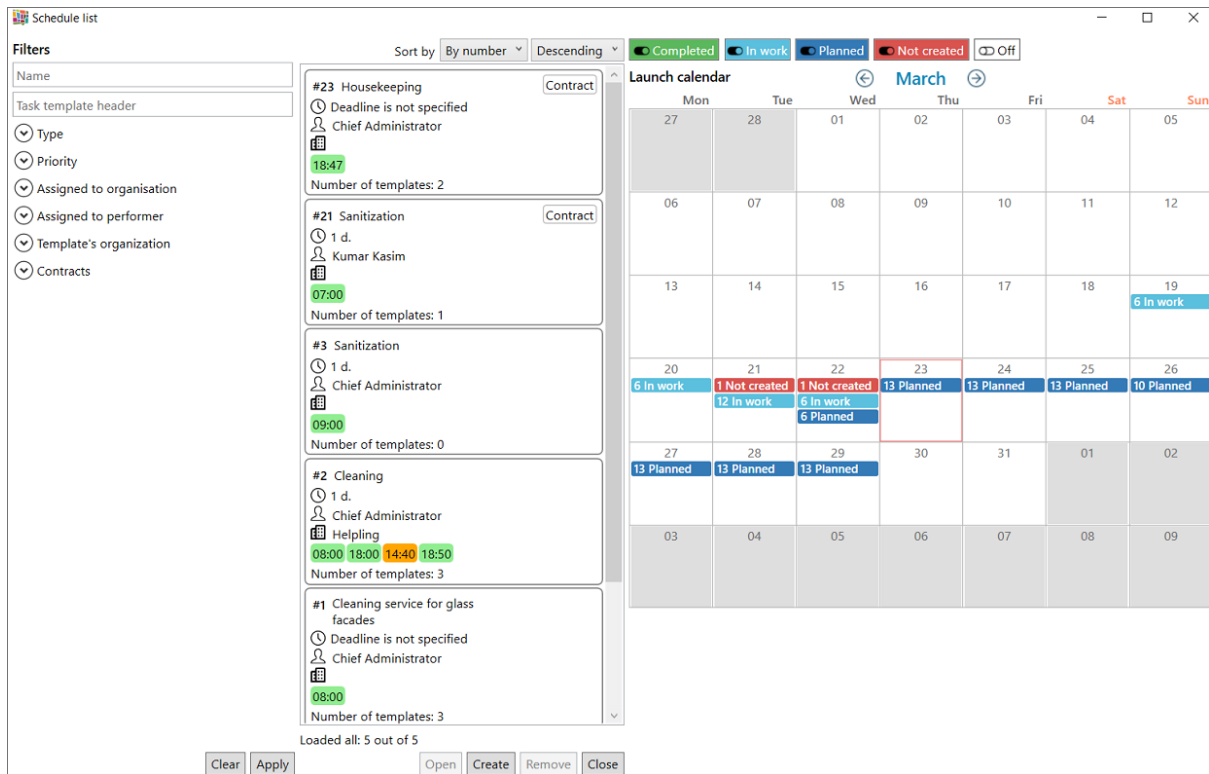 Schedule list
Filters
Name
Task template header
Type
Priority
Assigned to organisation
Assigned to performer
Template's organization
Contracts
Clear Apply
Sort by By number Descending
#23 Housekeeping Contract
Deadline is not specified
Chief Administrator
18:47
Number of templates: 2
#21 Sanitization Contract
1 d.
Kumar Kasim
07:00
Number of templates: 1
#3 Sanitization
1 d.
Chief Administrator
09:00
Number of templates: 0
#2 Cleaning
1 d.
Chief Administrator
Helpling
08:00 18:00 14:40 18:50
Number of templates: 3
#1 Cleaning service for glass
facades
Deadline is not specified
Chief Administrator
08:00
Number of templates: 3
Loaded all: 5 out of 5
Open Create Remove Close
Completed In work Planned Not created Off
Launch calendar March
Mon Tue Wed Thu Fri Sat Sun
27 28 01 02 03 04 05
06 07 08 09 10 11 12
13 14 15 16 17 18 19
6 In work
20 21 22 23 24 25 26
6 In work 1 Not created 1 Not created 13 Planned 13 Planned 13 Planned 10 Planned
12 In work 6 In work
6 Planned
27 28 29 30 31 01 02
13 Planned 13 Planned 13 Planned
03 04 05 06 07 08 09